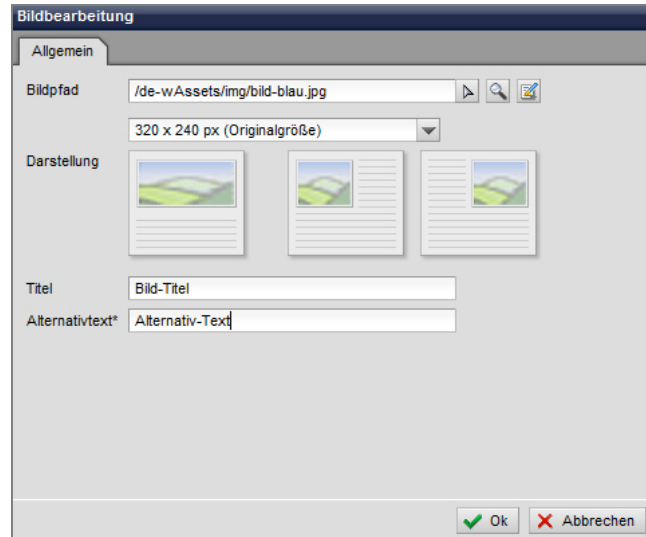 Bildbearbeitung
Allgemein
Bildpfad /de-wAssets/img/bild-blau.jpg
320 x 240 px (Originalgröße)
Darstellung
Titel Bild-Titel
Alternativtext* Alternativ-Text
Ok Abbrechen